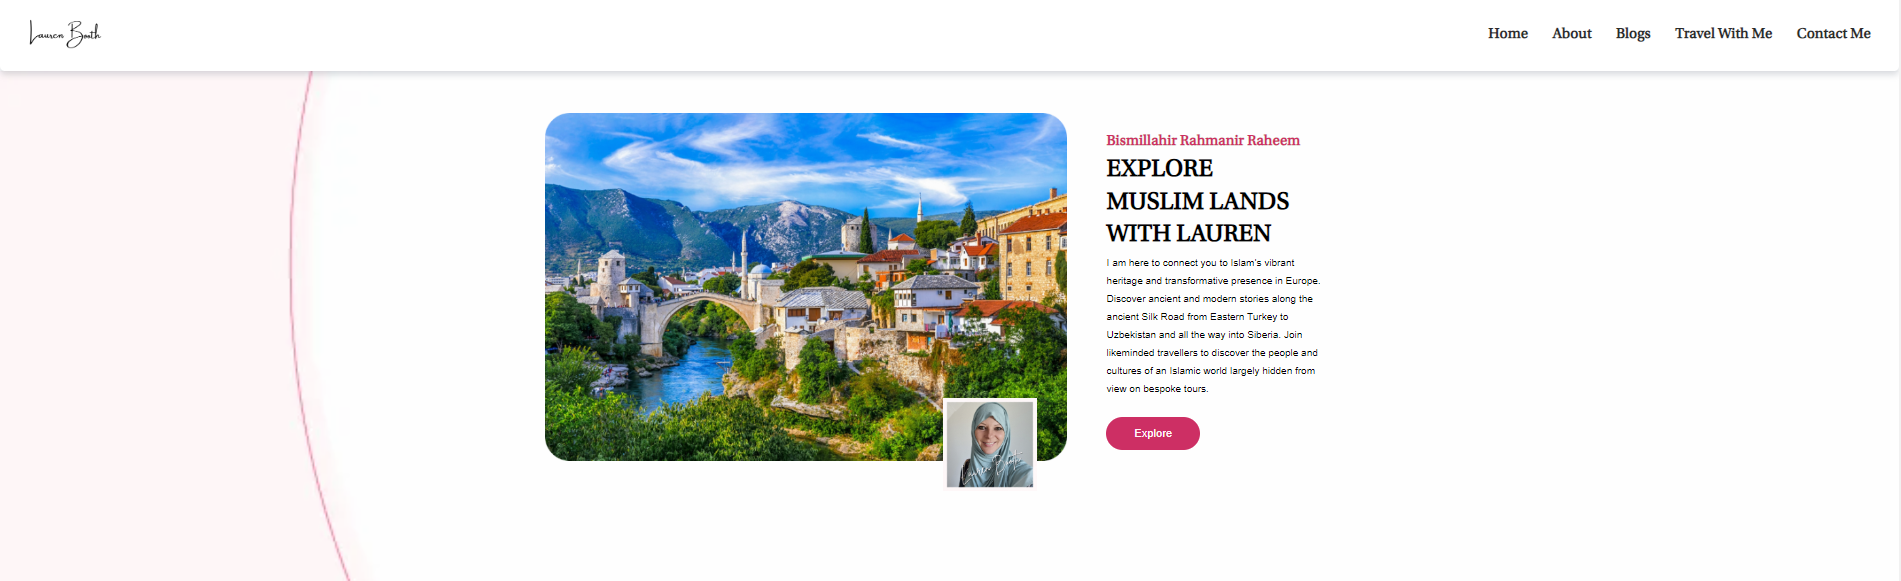 Lauren Booth
Home About Blogs Travel With Me Contact Me
Bismillahir Rahmanir Raheem
EXPLORE
MUSLIM LANDS
WITH LAUREN
I am here to connect you to Islam's vibrant
heritage and transformative presence in Europe.
Discover ancient and modern stories along the
ancient Silk Road from Eastern Turkey to
Uzbekistan and all the way into Siberia. Join
likeminded travellers to discover the people and
cultures of an Islamic world largely hidden from
view on bespoke tours.
Lauren Booth
Explore